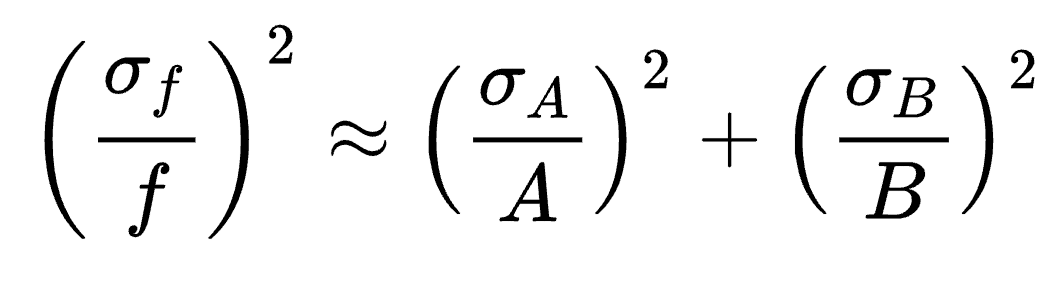 (σ_f / f)² ≈ (σ_A / A)² + (σ_B / B)²